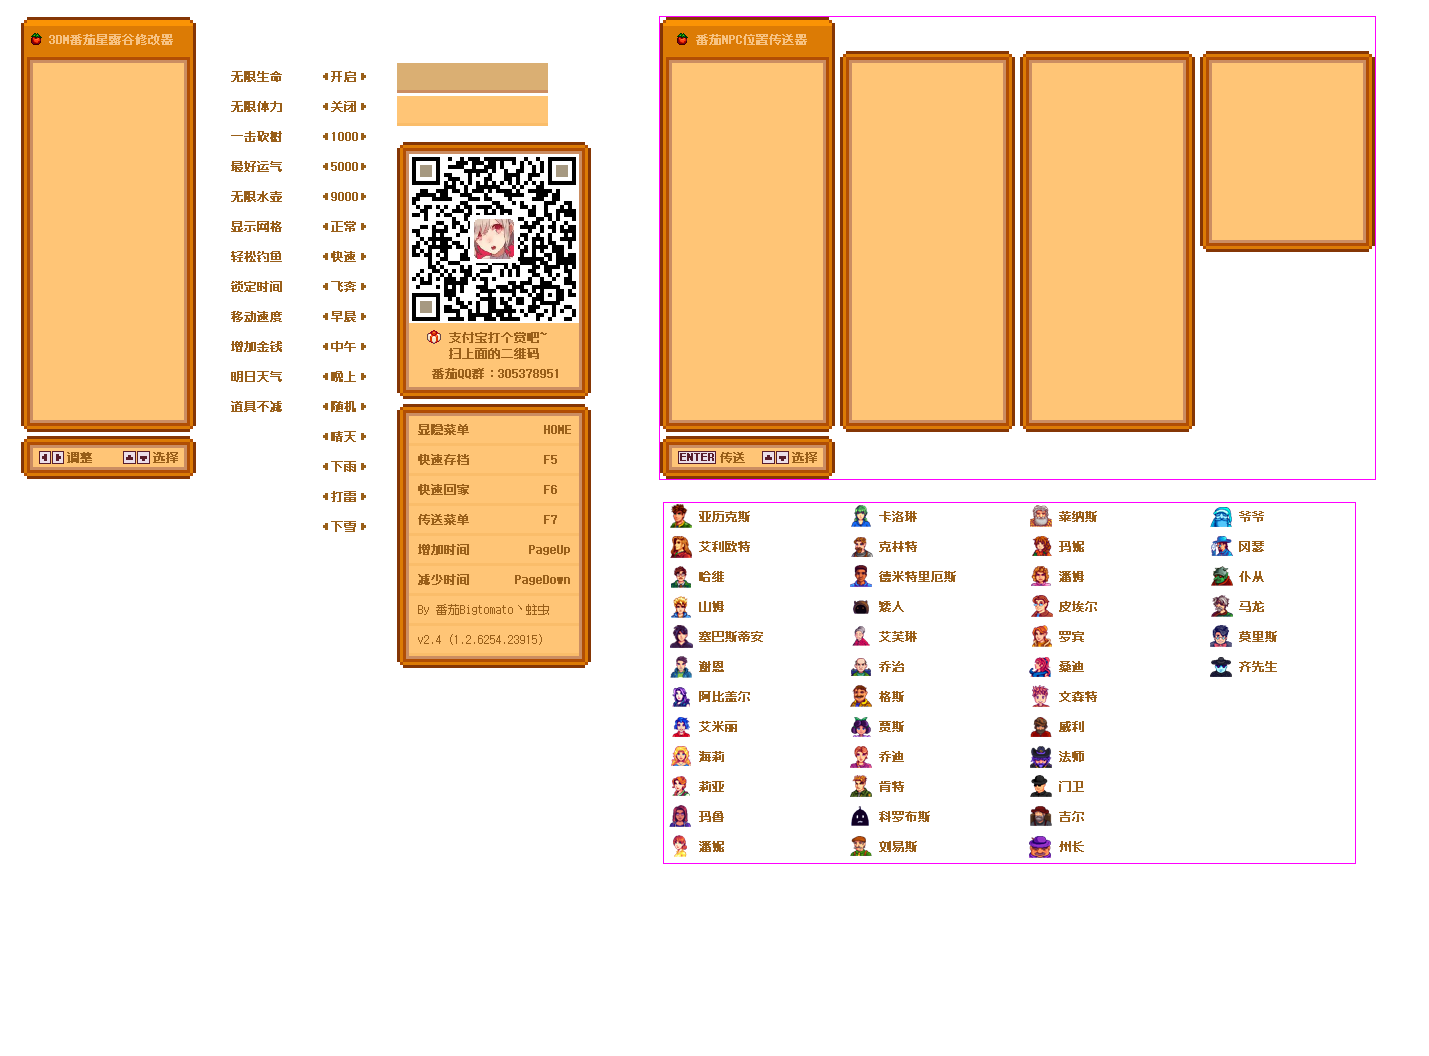 3DM番茄星露谷修改器
无限生命
无限体力
一击砍树
最好运气
无限水壶
显示网格
轻松钓鱼
锁定时间
移动速度
增加金钱
明日天气
道具不减
开启
关闭
1000
5000
9000
正常
快速
飞奔
早晨
中午
晚上
随机
晴天
下雨
打雷
下雪
调整 选择
支付宝打个赏吧~
扫上面的二维码
番茄QQ群：305378951
显隐菜单 HOME
快速存档 F5
快速回家 F6
传送菜单 F7
增加时间 PageUp
减少时间 PageDown
By 番茄Bigtomato丶蛀虫
v2.4 (1.2.6254.23915)
番茄NPC位置传送器
ENTER 传送 选择
亚历克斯 卡洛琳 莱纳斯 爷爷
艾利欧特 克林特 玛妮 冈瑟
哈维 德米特里厄斯 潘姆 仆从
山姆 矮人 皮埃尔 马龙
塞巴斯蒂安 艾芙琳 罗宾 莫里斯
谢恩 乔治 桑迪 齐先生
阿比盖尔 格斯 文森特
艾米丽 贾斯 威利
海莉 乔迪 法师
莉亚 肯特 门卫
玛鲁 科罗布斯 吉尔
潘妮 刘易斯 州长